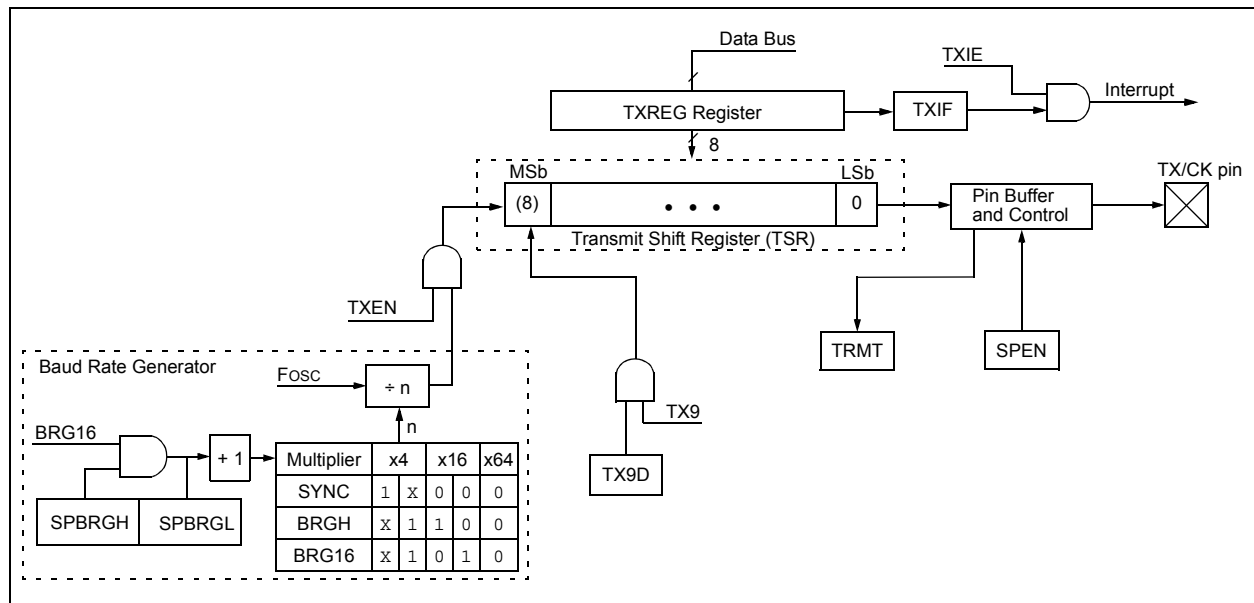 Data Bus
TXIE
Interrupt
TXREG Register
TXIF
8
MSb
LSb
TX/CK pin
(8)
• • •
0
Pin Buffer
and Control
Transmit Shift Register (TSR)
TXEN
TRMT
SPEN
Baud Rate Generator
FOSC
÷ n
TX9
n
BRG16
+ 1
Multiplier x4 x16 x64
TX9D
SYNC 1 X 0 0 0
SPBRGH SPBRGL
BRGH X 1 1 0 0
BRG16 X 1 0 1 0